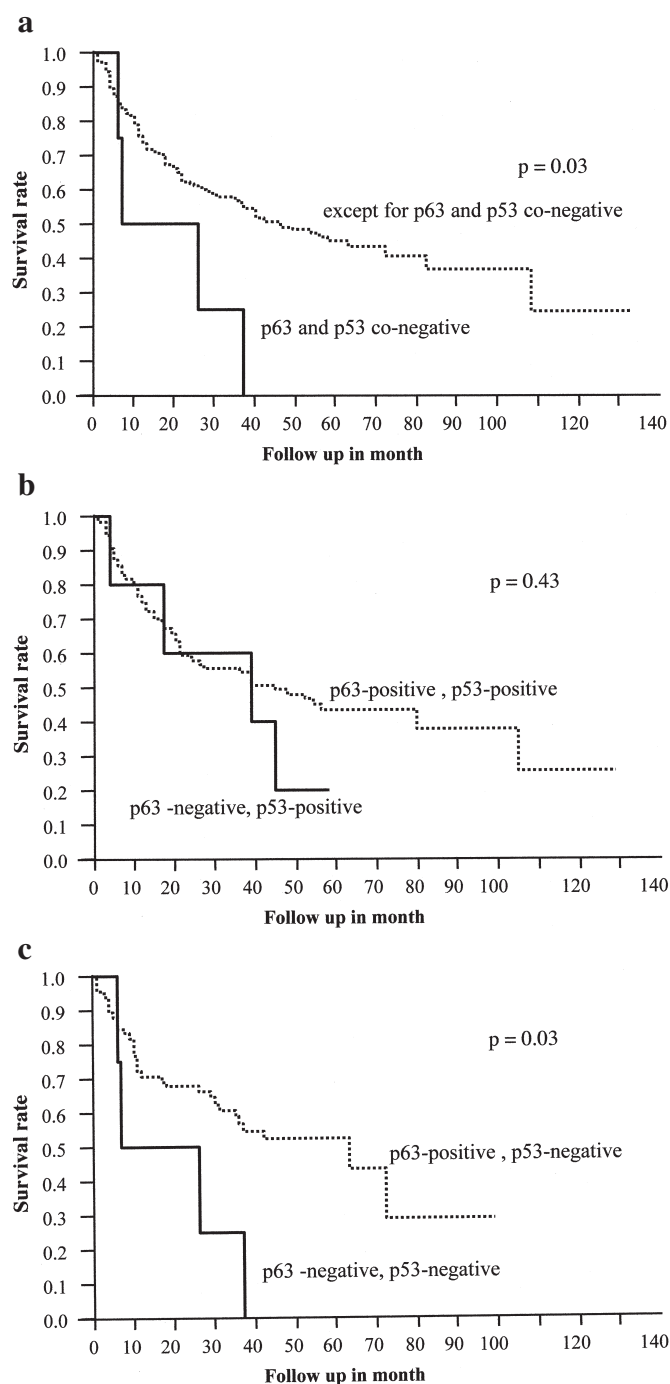 a
1.0
0.9
0.8
0.7
0.6
0.5
0.4
0.3
0.2
0.1
0.0
Survival rate
p = 0.03
except for p63 and p53 co-negative
p63 and p53 co-negative
0 10 20 30 40 50 60 70 80 90 100 120 140
Follow up in month
b
1.0
0.9
0.8
0.7
0.6
0.5
0.4
0.3
0.2
0.1
0.0
Survival rate
p = 0.43
p63-positive , p53-positive
p63 -negative, p53-positive
0 10 20 30 40 50 60 70 80 90 100 120 140
Follow up in month
c
1.0
0.9
0.8
0.7
0.6
0.5
0.4
0.3
0.2
0.1
0.0
Survival rate
p = 0.03
p63-positive , p53-negative
p63 -negative, p53-negative
0 10 20 30 40 50 60 70 80 90 100 120 140
Follow up in month